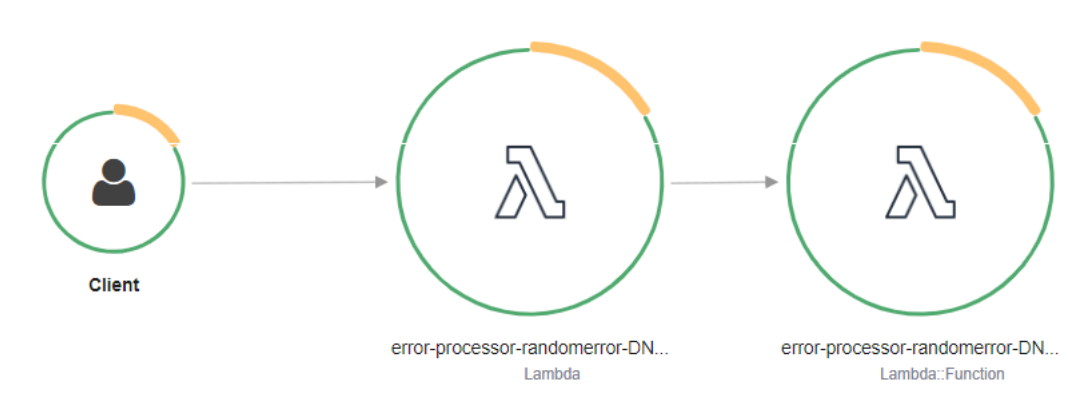 Client
error-processor-randomerror-DN...
Lambda
error-processor-randomerror-DN...
Lambda::Function